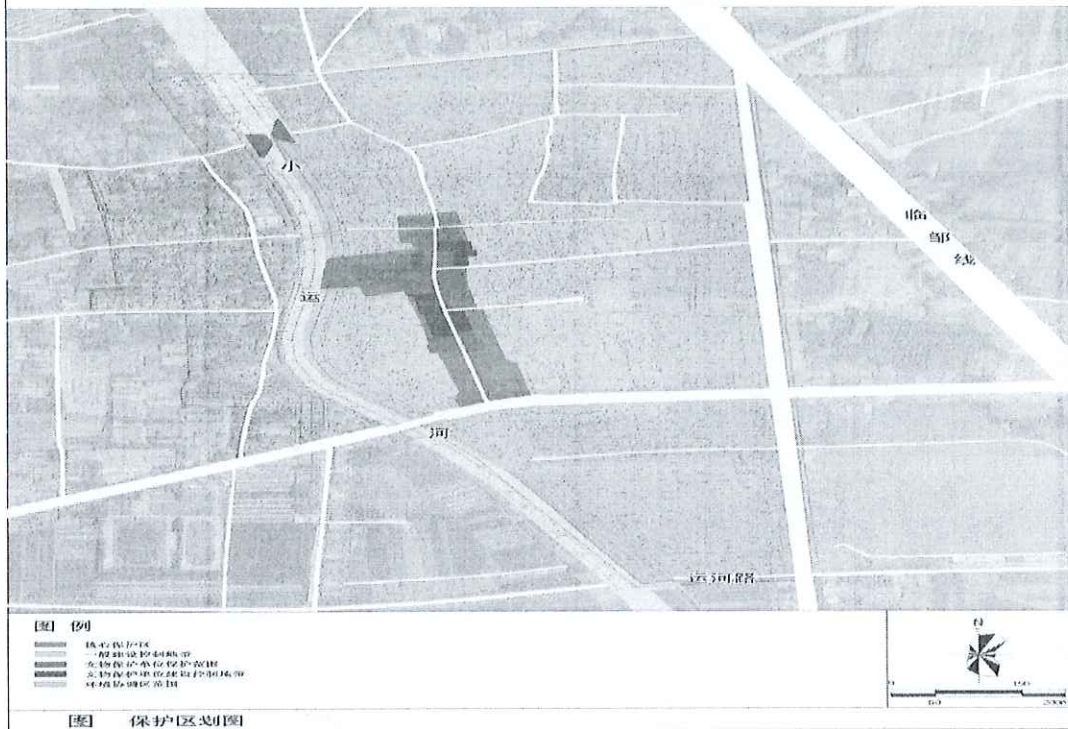 小
运
河
临
邹
线
运河路
图 例
核心保护区
一般建设控制地带
文物保护单位保护范围
文物保护单位建设控制地带
环境协调区范围
N
0
50
150
200m
图 保护区划图